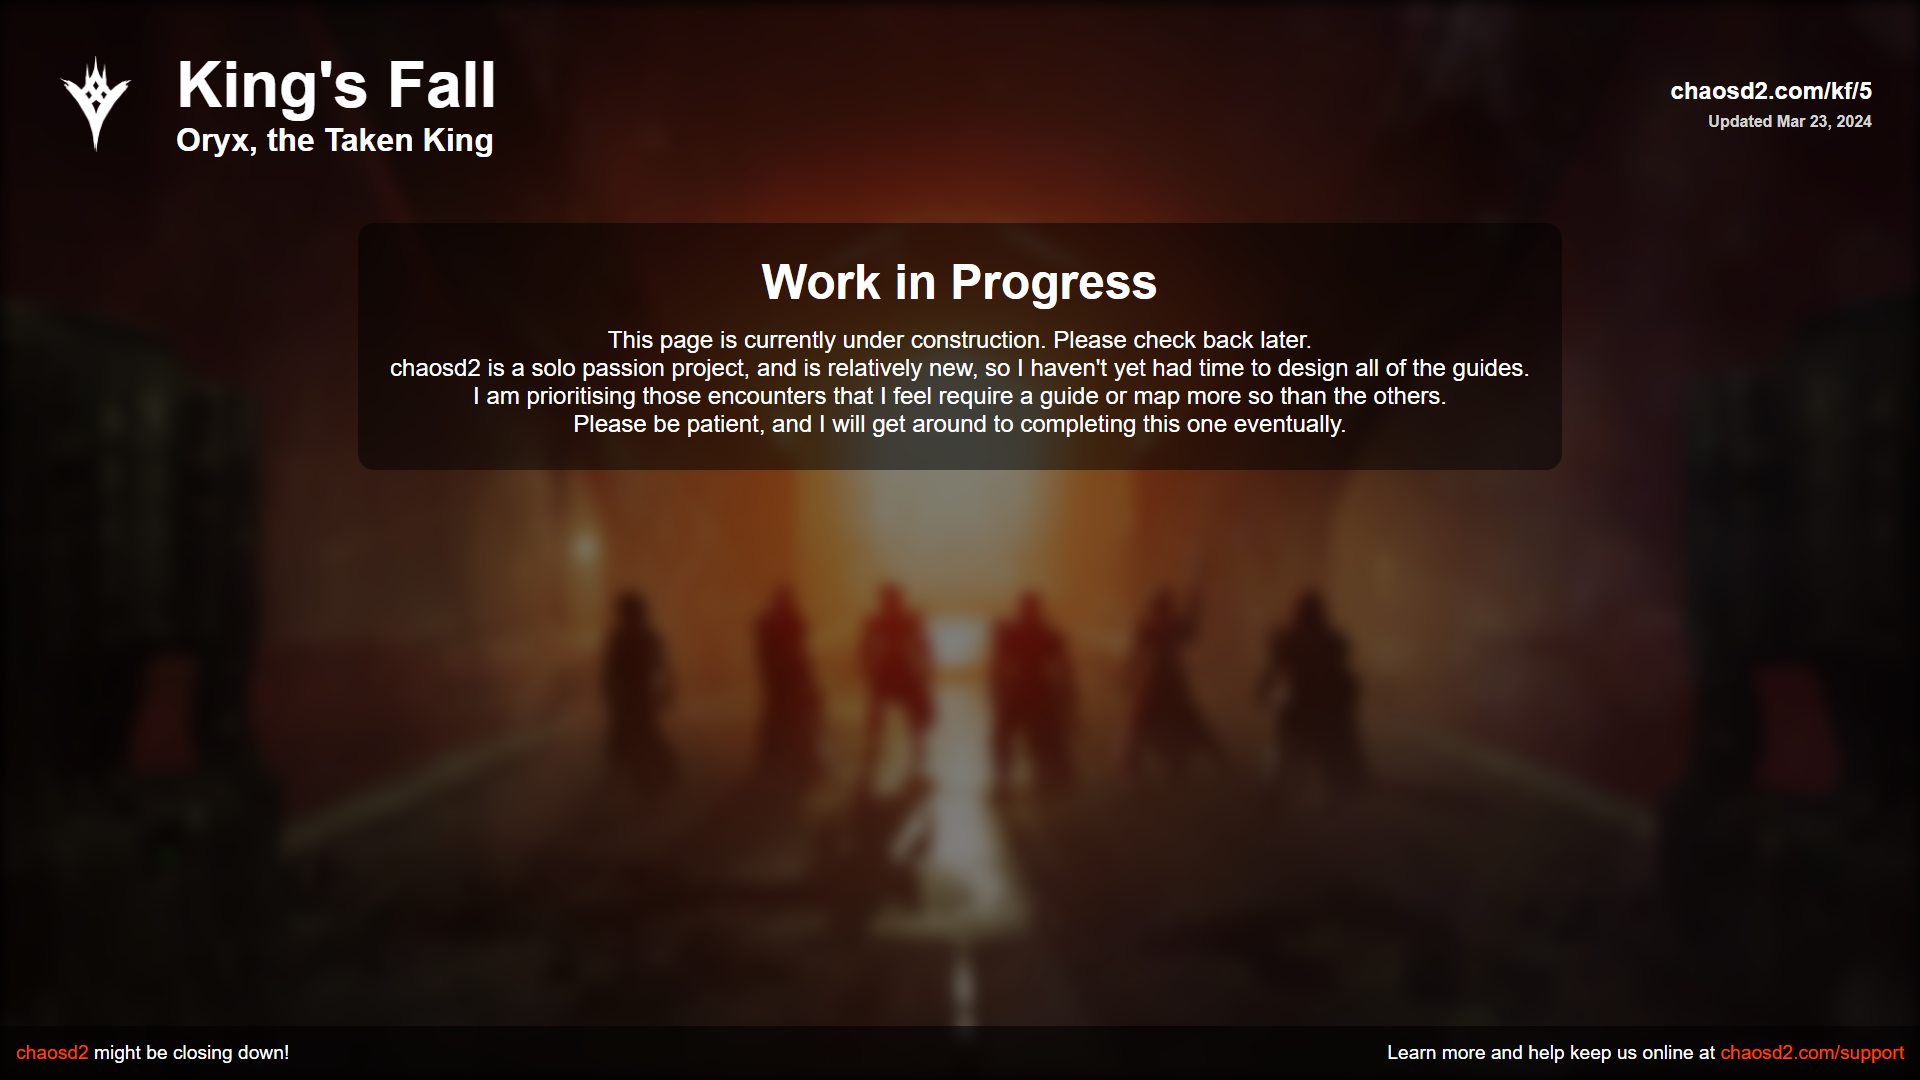 King's Fall
Oryx, the Taken King
chaosd2.com/kf/5
Updated Mar 23, 2024
Work in Progress
This page is currently under construction. Please check back later.
chaosd2 is a solo passion project, and is relatively new, so I haven't yet had time to design all of the guides.
I am prioritising those encounters that I feel require a guide or map more so than the others.
Please be patient, and I will get around to completing this one eventually.
chaosd2 might be closing down!
Learn more and help keep us online at chaosd2.com/support